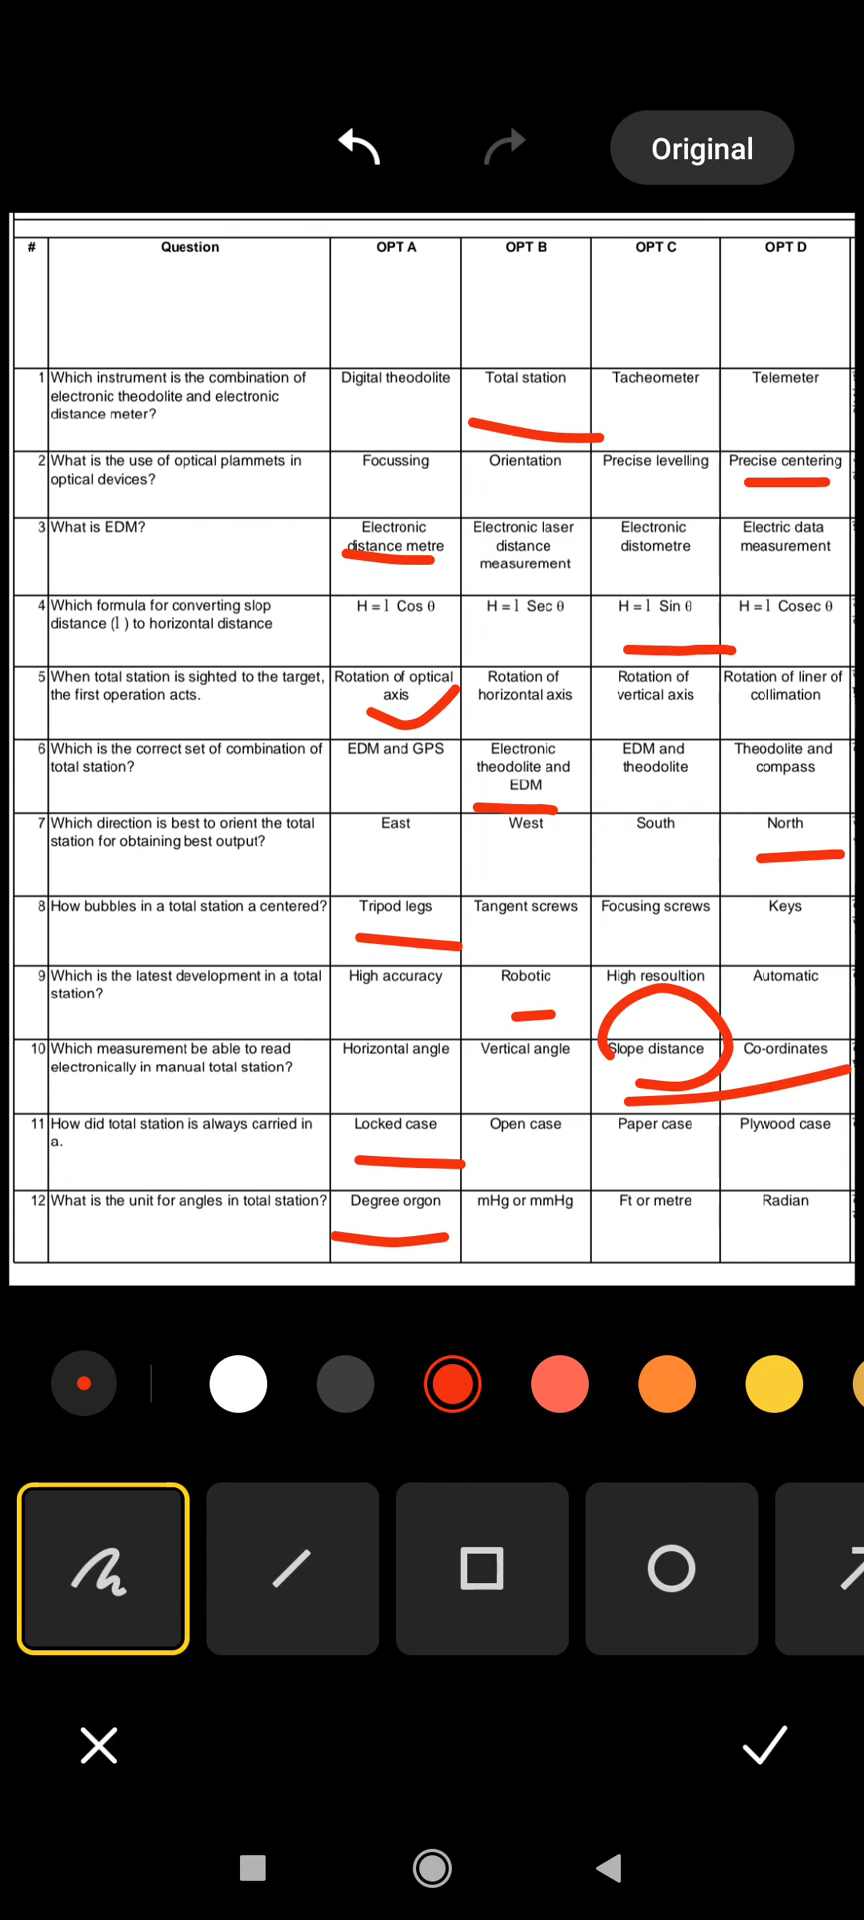 Original
# Question OPT A OPT B OPT C OPT D
1 Which instrument is the combination of Digital theodolite Total station Tacheometer Telemeter
electronic theodolite and electronic
distance meter?
2 What is the use of optical plammets in Focussing Orientation Precise levelling Precise centering
optical devices?
3 What is EDM? Electronic Electronic laser Electronic Electric data
distance metre distance distometre measurement
measurement
4 Which formula for converting slop H = l Cos θ H = l Sec θ H = l Sin θ H = l Cosec θ
distance (l ) to horizontal distance
5 When total station is sighted to the target, Rotation of optical Rotation of Rotation of Rotation of liner of
the first operation acts. axis horizontal axis vertical axis collimation
6 Which is the correct set of combination of EDM and GPS Electronic EDM and Theodolite and
total station? theodolite and theodolite compass
EDM
7 Which direction is best to orient the total East West South North
station for obtaining best output?
8 How bubbles in a total station a centered? Tripod legs Tangent screws Focusing screws Keys
9 Which is the latest development in a total High accuracy Robotic High resoultion Automatic
station?
10 Which measurement be able to read Horizontal angle Vertical angle Slope distance Co-ordinates
electronically in manual total station?
11 How did total station is always carried in Locked case Open case Paper case Plywood case
a.
12 What is the unit for angles in total station? Degree orgon mHg or mmHg Ft or metre Radian